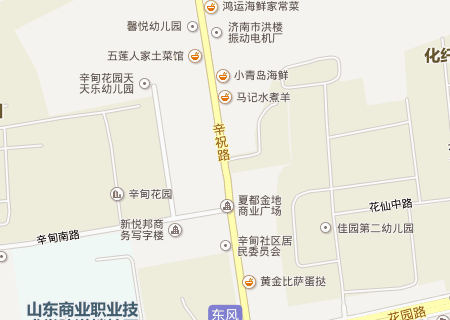 鸿运海鲜家常菜
馨悦幼儿园
济南市洪楼
振动电机厂
五莲人家土菜馆
小青岛海鲜
辛甸花园天
天乐幼儿园
马记水煮羊
辛祝路
辛甸花园
夏都金地
商业广场
花仙中路
新悦邦商
务写字楼
辛甸南路
佳园第二幼儿园
辛甸社区居
民委员会
黄金比萨蛋挞
山东商业职业技
东风
花园路